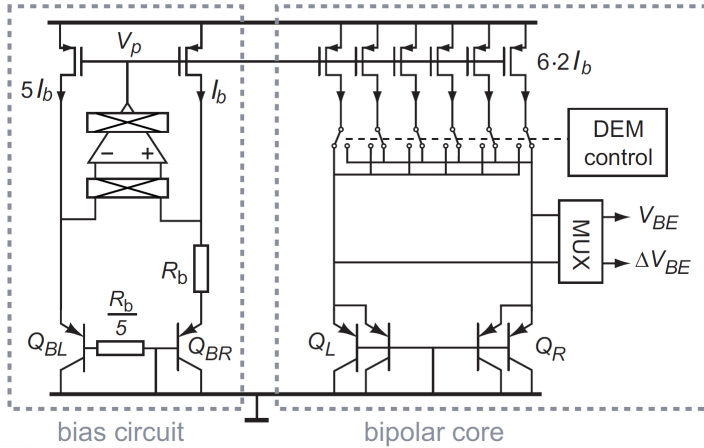 V_p
5I_b
I_b
6·2I_b
− +
DEM
control
MUX
V_BE
ΔV_BE
R_b
R_b
5
Q_BL
Q_BR
Q_L
Q_R
bias circuit
bipolar core